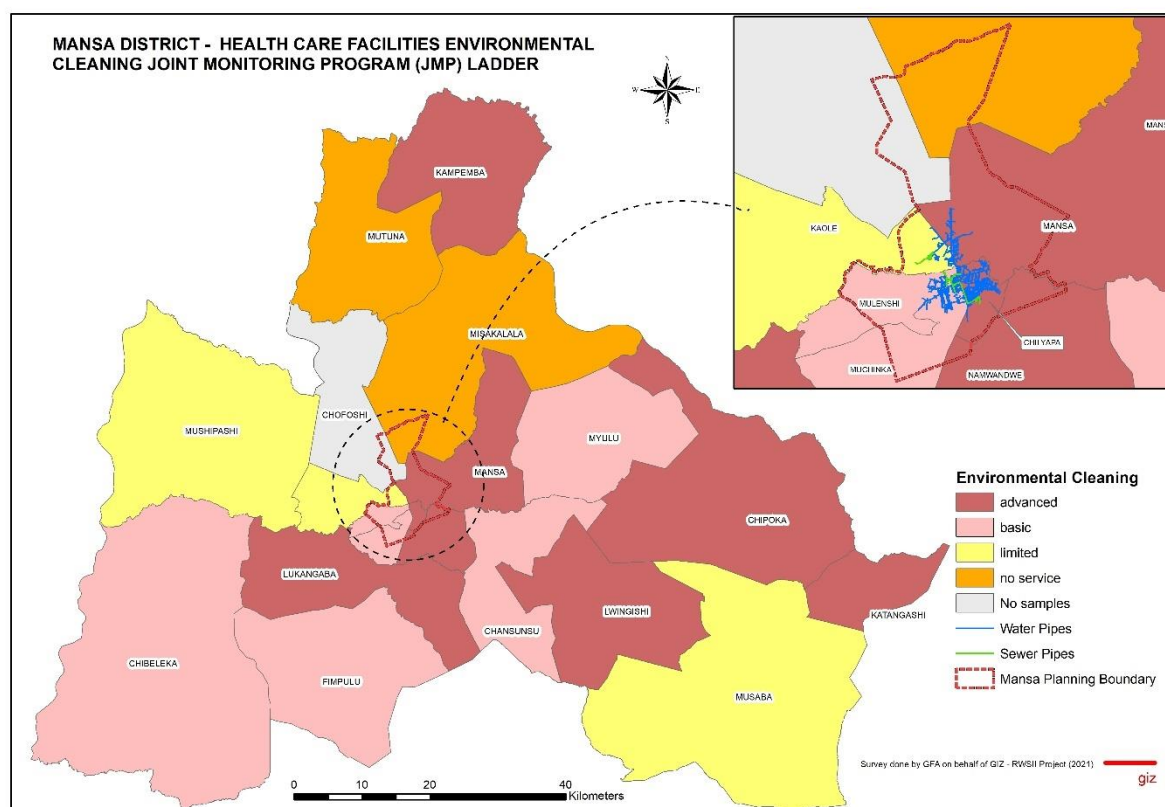 MANSA DISTRICT - HEALTH CARE FACILITIES ENVIRONMENTAL
CLEANING JOINT MONITORING PROGRAM (JMP) LADDER
N
W
E
S
KAMPEMBA
MUTUNA
MISAKALALA
CHOFOSHI
MUSHIPASHI
MANSA
MYULU
CHIPOKA
LUKANGABA
LWINGISHI
KATANGASHI
CHANSUNSU
CHIBELEKA
FIMPULU
MUSABA
MANS
KAOLE
MANSA
MULENSHI
CHILYAPA
MUCHINKA
NAMWANDWE
Environmental Cleaning
advanced
basic
limited
no service
No samples
Water Pipes
Sewer Pipes
Mansa Planning Boundary
0 5 10 20 30 40
Kilometers
Survey done by GFA on behalf of GIZ - RWSII Project (2021)
giz